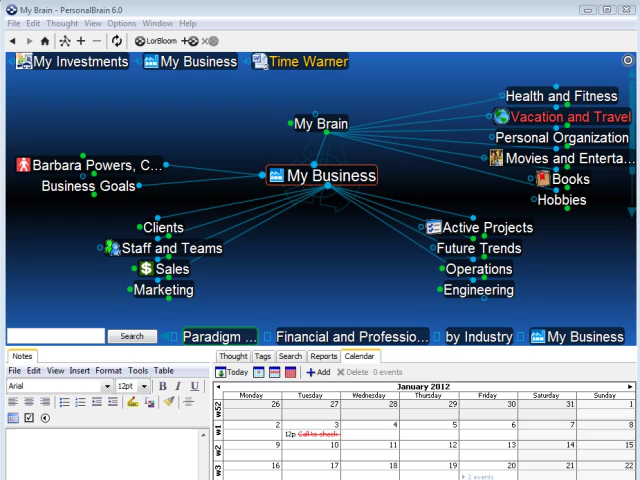 My Brain - PersonalBrain 6.0
File Edit Thought View Options Window Help
LorBloom
My Investments My Business Time Warner
Health and Fitness
My Brain
Vacation and Travel
Personal Organization
Barbara Powers, C...
Movies and Enterta...
My Business
Books
Business Goals
Hobbies
Clients
Active Projects
Staff and Teams
Future Trends
Sales
Operations
Marketing
Engineering
Search
Paradigm ... Financial and Professio... by Industry My Business
Notes
Thought Tags Search Reports Calendar
File Edit View Insert Format Tools Table
Today Add Delete 0 events
Arial 12pt B I U
January 2012
Monday Tuesday Wednesday Thursday Friday Saturday Sunday
w52 26 27 28 29 30 31 1
w1 2 3 4 5 6 7 8
12p Call to check
w2 9 10 11 12 13 14 15
w3 16 17 18 19 20 21 22
2 events